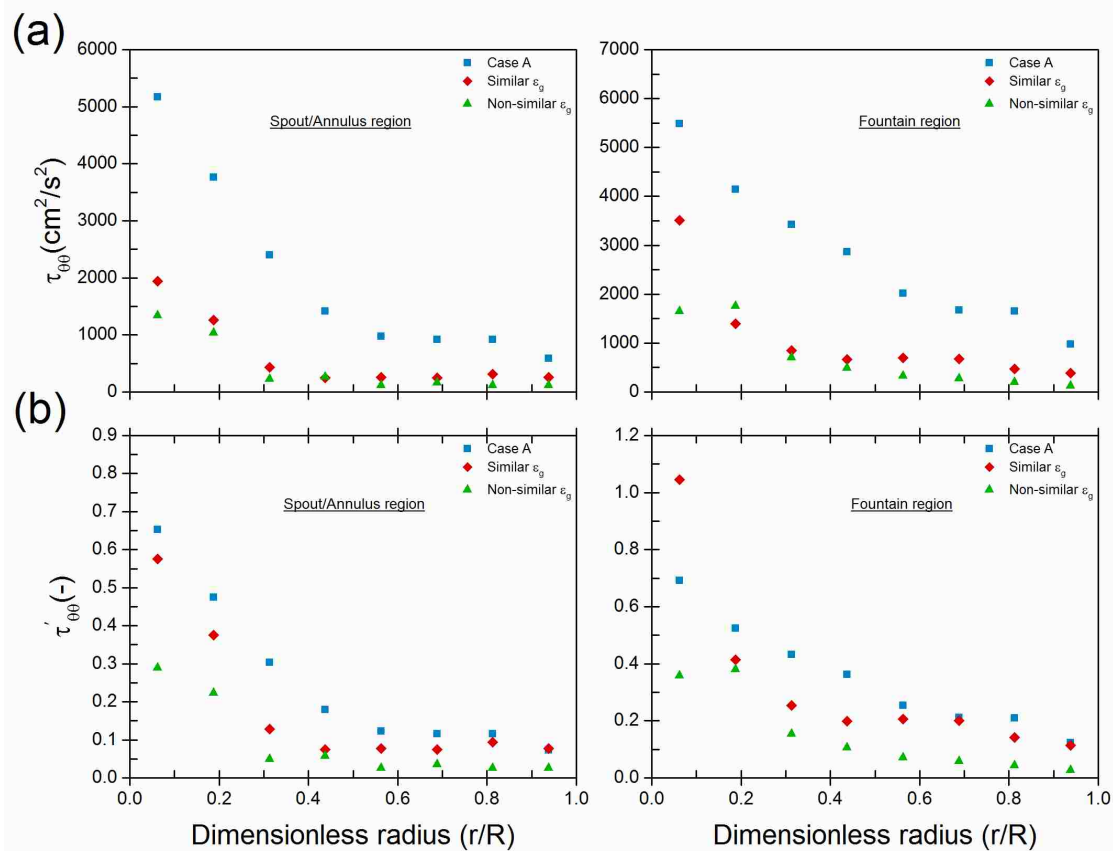 (a)
6000
5000
4000
3000
2000
1000
0
τθθ(cm²/s²)
Case A
Similar εg
Non-similar εg
Spout/Annulus region
7000
6000
5000
4000
3000
2000
1000
0
Case A
Similar εg
Non-similar εg
Fountain region
(b)
0.9
0.8
0.7
0.6
0.5
0.4
0.3
0.2
0.1
0.0
τ'θθ(-)
Case A
Similar εg
Non-similar εg
Spout/Annulus region
0.0 0.2 0.4 0.6 0.8 1.0
Dimensionless radius (r/R)
1.2
1.0
0.8
0.6
0.4
0.2
0.0
Case A
Similar εg
Non-similar εg
Fountain region
0.0 0.2 0.4 0.6 0.8 1.0
Dimensionless radius (r/R)